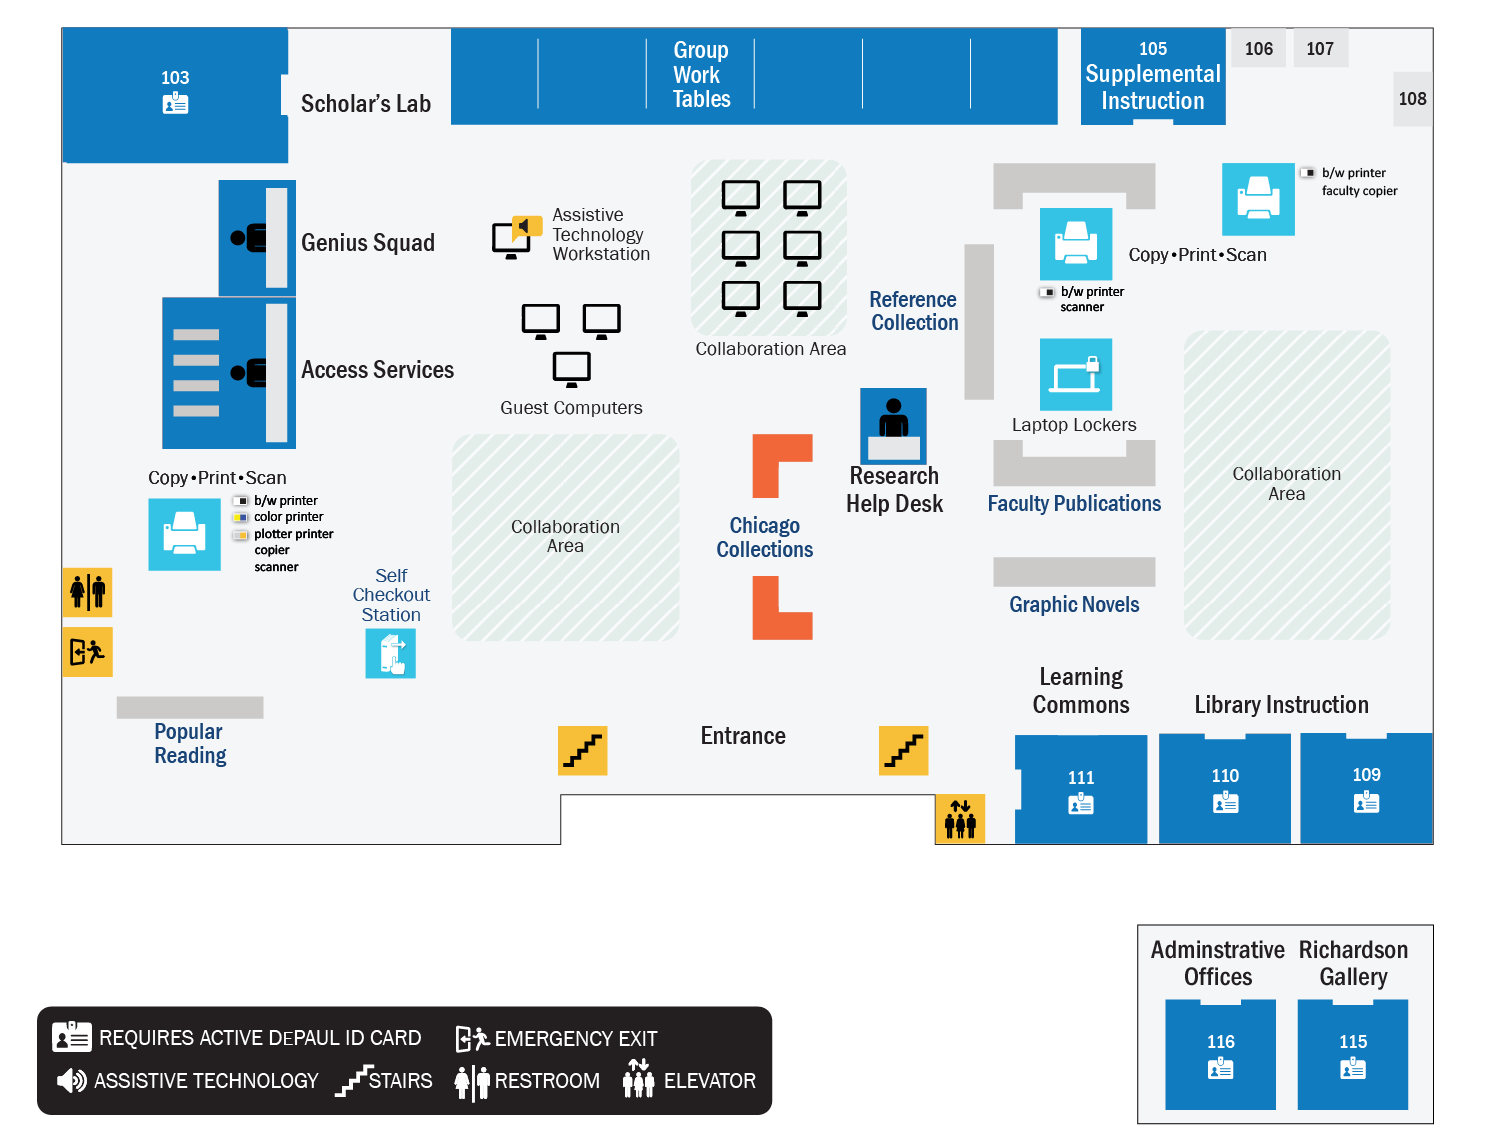 103
Scholar's Lab
Group
Work
Tables
105
Supplemental
Instruction
106
107
108
Genius Squad
Assistive
Technology
Workstation
Collaboration Area
b/w printer
faculty copier
Copy•Print•Scan
b/w printer
scanner
Reference
Collection
Access Services
Guest Computers
Laptop Lockers
Research
Help Desk
Faculty Publications
Collaboration
Area
Copy•Print•Scan
b/w printer
color printer
plotter printer
copier
scanner
Collaboration
Area
Chicago
Collections
Self
Checkout
Station
Graphic Novels
Popular
Reading
Entrance
Learning
Commons
Library Instruction
111
110
109
Adminstrative
Offices
Richardson
Gallery
116
115
REQUIRES ACTIVE DePAUL ID CARD
EMERGENCY EXIT
ASSISTIVE TECHNOLOGY
STAIRS
RESTROOM
ELEVATOR